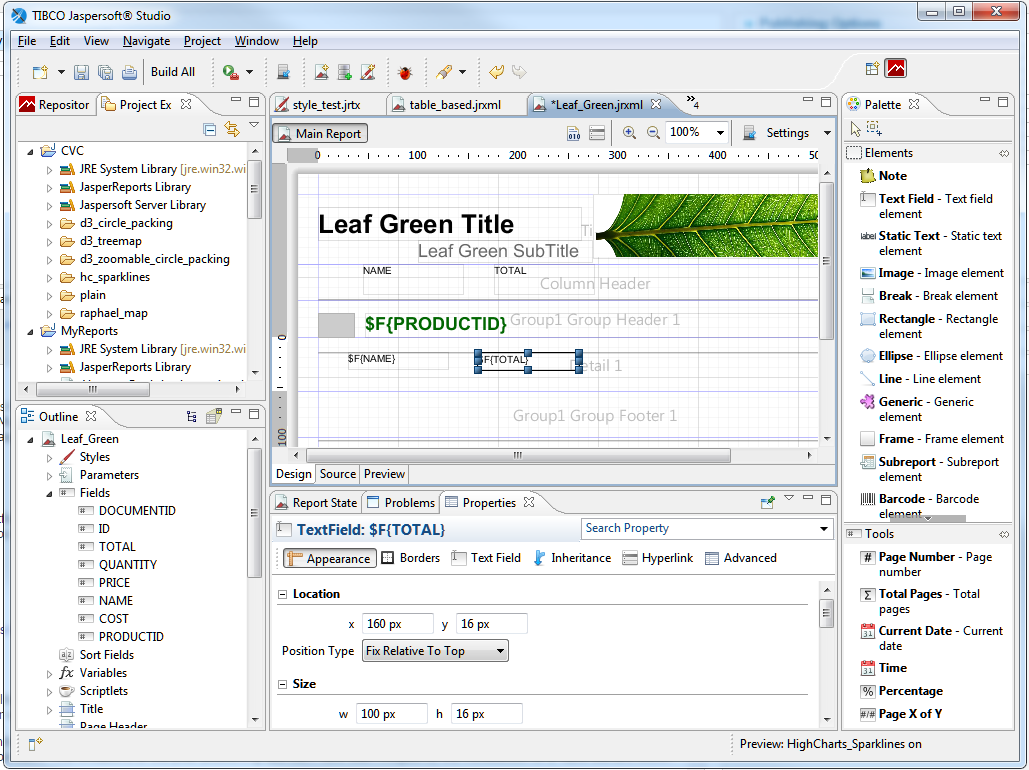 TIBCO Jaspersoft® Studio
File Edit View Navigate Project Window Help
Build All
Repositor
Project Ex
CVC
JRE System Library [jre.win32.wi
JasperReports Library
Jaspersoft Server Library
d3_circle_packing
d3_treemap
d3_zoomable_circle_packing
hc_sparklines
plain
raphael_map
MyReports
JRE System Library [jre.win32.wi
JasperReports Library
Outline
Leaf_Green
Styles
Parameters
Fields
DOCUMENTID
ID
TOTAL
QUANTITY
PRICE
NAME
COST
PRODUCTID
Sort Fields
fx Variables
Scriptlets
Title
Page Header
style_test.jrtx
table_based.jrxml
*Leaf_Green.jrxml
»4
Main Report
100%
Settings
0 100 200 300 400 50
0
100
Leaf Green Title
Ti
Leaf Green SubTitle
NAME
TOTAL
Column Header
$F{PRODUCTID}
Group1 Group Header 1
$F{NAME}
$F{TOTAL}
Detail 1
Group1 Group Footer 1
Design Source Preview
Report State
Problems
Properties
TextField: $F{TOTAL}
Search Property
Appearance
Borders
Text Field
Inheritance
Hyperlink
Advanced
Location
x 160 px y 16 px
Position Type Fix Relative To Top
Size
w 100 px h 16 px
Palette
Elements
Note
Text Field - Text field
element
label Static Text - Static text
element
Image - Image element
Break - Break element
Rectangle - Rectangle
element
Ellipse - Ellipse element
Line - Line element
Generic - Generic
element
Frame - Frame element
Subreport - Subreport
element
Barcode - Barcode
element
Tools
# Page Number - Page
number
Σ Total Pages - Total
pages
31 Current Date - Current
date
31 Time
% Percentage
#/# Page X of Y
Preview: HighCharts_Sparklines on